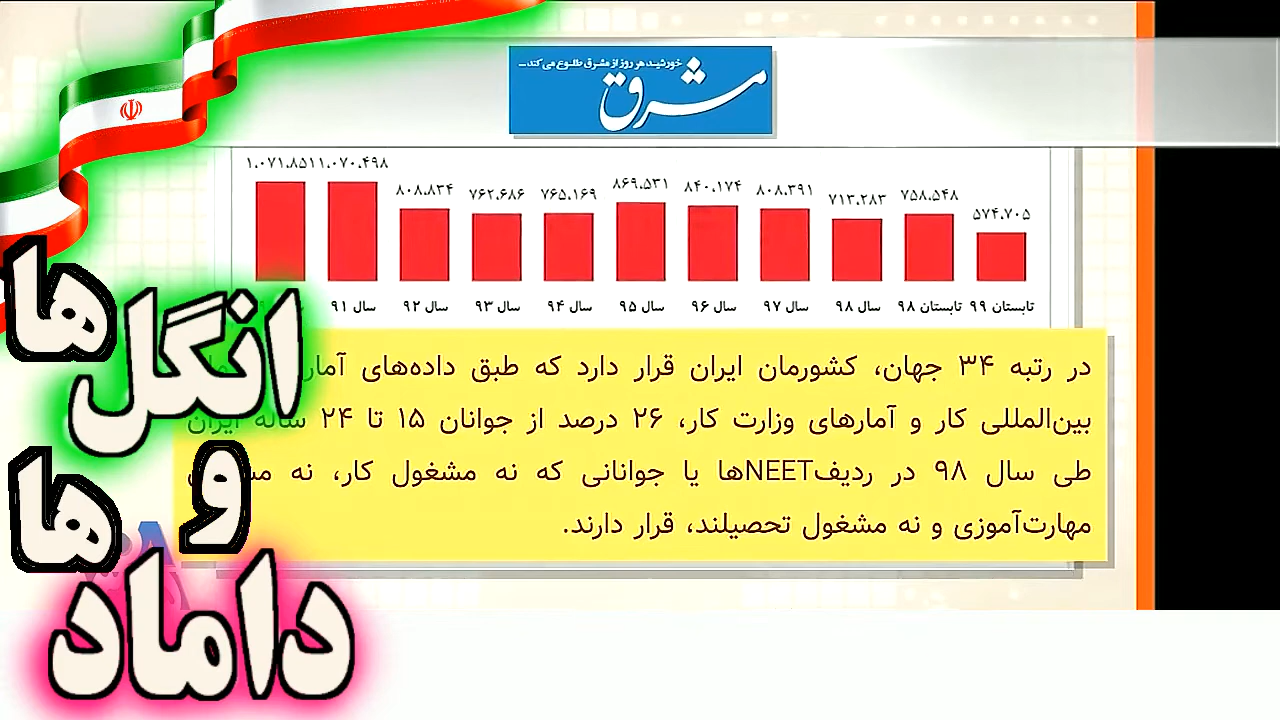 خورشید هر روز از مشرق طلوع می کند...
مشرق
۱.۰۷۱.۸۵۱ ۱.۰۷۰.۴۹۸ ۸۰۸.۸۳۴ ۷۶۲.۶۸۶ ۷۶۵.۱۶۹ ۸۶۹.۵۳۱ ۸۴۰.۱۷۴ ۸۰۸.۳۹۱ ۷۱۳.۲۸۳ ۷۵۸.۵۴۸ ۵۷۴.۷۰۵
سال ۹۱ سال ۹۲ سال ۹۳ سال ۹۴ سال ۹۵ سال ۹۶ سال ۹۷ سال ۹۸ تابستان ۹۸ تابستان ۹۹
در رتبه ۳۴ جهان، کشورمان ایران قرار دارد که طبق داده‌های
بین‌المللی کار و آمارهای وزارت کار، ۲۶ درصد از جوانان ۱۵ تا ۲۴ ساله ایران
طی سال ۹۸ در ردیفNEETها یا جوانانی که نه مشغول کار، نه
مهارت‌آموزی و نه مشغول تحصیلند، قرار دارند.
انگل ها
و
داماد ها